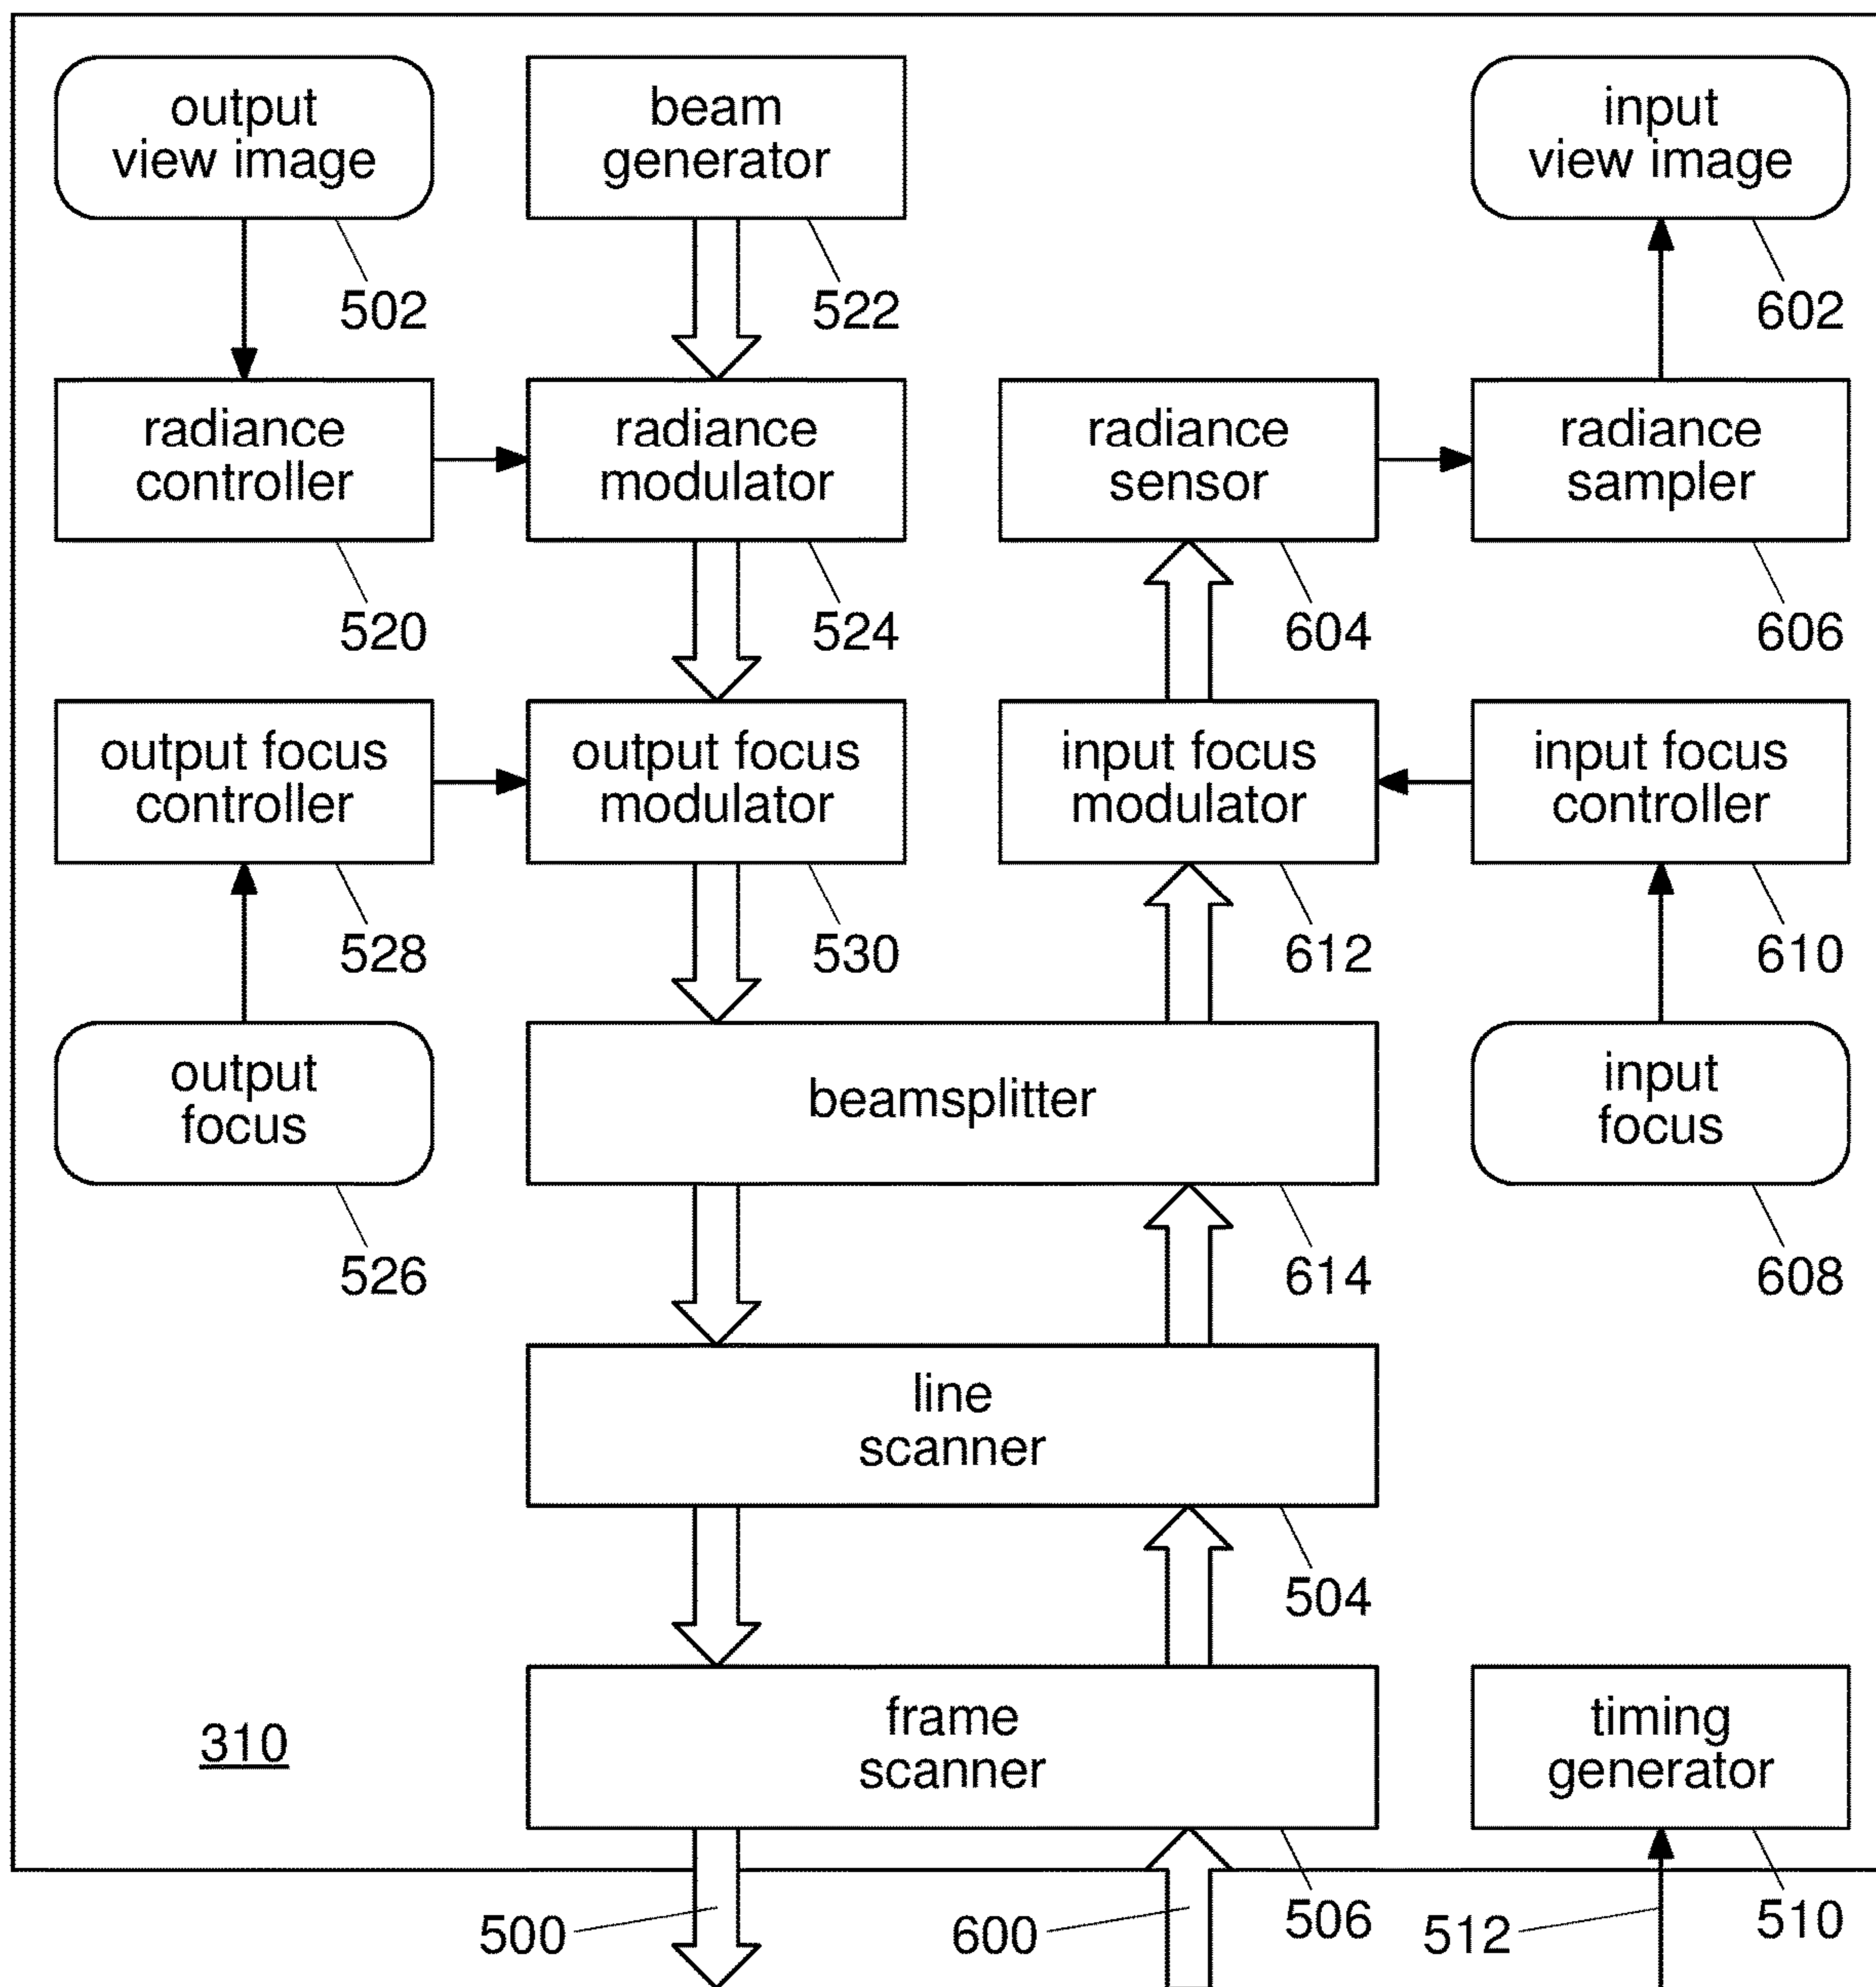 output
view image
beam
generator
input
view image
502
522
602
radiance
controller
radiance
modulator
radiance
sensor
radiance
sampler
520
524
604
606
output focus
controller
output focus
modulator
input focus
modulator
input focus
controller
528
530
612
610
output
focus
beamsplitter
input
focus
526
614
608
line
scanner
504
310
frame
scanner
timing
generator
500
600
506
512
510